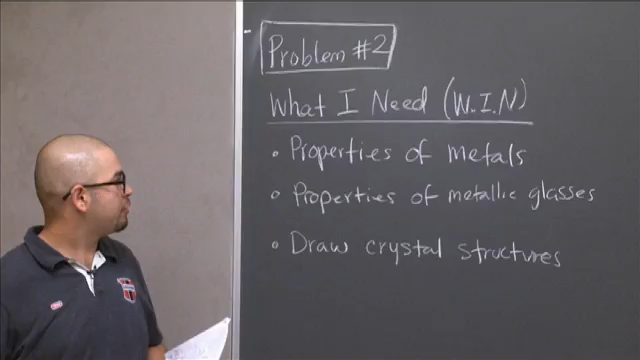 Problem #2
What I Need (W.I.N)
• Properties of metals
• Properties of metallic glasses
• Draw crystal structures